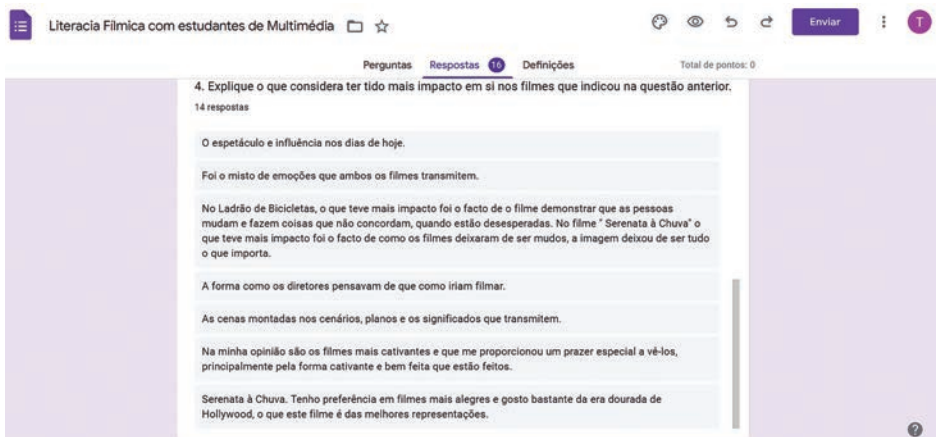 Literacia Fílmica com estudantes de Multimédia
Enviar
T
Perguntas Respostas 16 Definições Total de pontos: 0
4. Explique o que considera ter tido mais impacto em si nos filmes que indicou na questão anterior.
14 respostas
O espetáculo e influência nos dias de hoje.
Foi o misto de emoções que ambos os filmes transmitem.
No Ladrão de Bicicletas, o que teve mais impacto foi o facto de o filme demonstrar que as pessoas
mudam e fazem coisas que não concordam, quando estão desesperadas. No filme " Serenata à Chuva" o
que teve mais impacto foi o facto de como os filmes deixaram de ser mudos, a imagem deixou de ser tudo
o que importa.
A forma como os diretores pensavam de que como iriam filmar.
As cenas montadas nos cenários, planos e os significados que transmitem.
Na minha opinião são os filmes mais cativantes e que me proporcionou um prazer especial a vê-los,
principalmente pela forma cativante e bem feita que estão feitos.
Serenata à Chuva. Tenho preferência em filmes mais alegres e gosto bastante da era dourada de
Hollywood, o que este filme é das melhores representações.
?